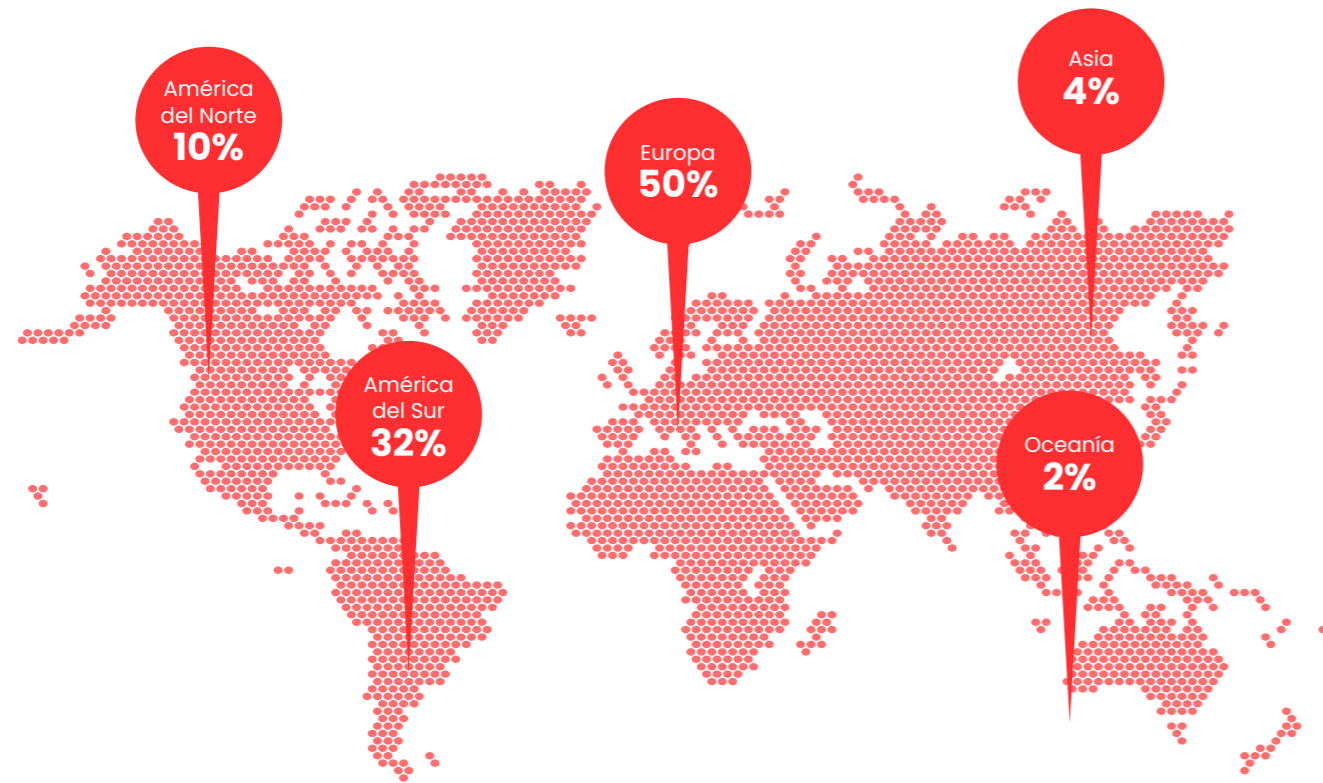 América
del Norte
10%
Europa
50%
Asia
4%
América
del Sur
32%
Oceanía
2%